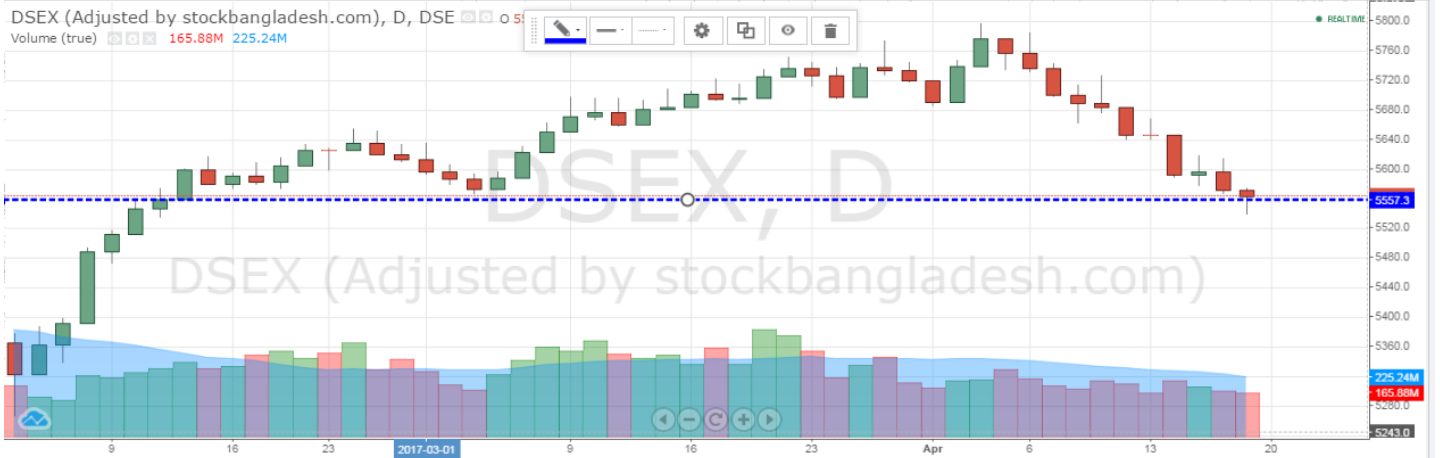 DSEX (Adjusted by stockbangladesh.com), D, DSE O 55
Volume (true) 165.88M 225.24M
REALTIME
5800.0
5760.0
5720.0
5680.0
5640.0
5600.0
5557.3
5520.0
5480.0
5440.0
5400.0
5360.0
225.24M
165.88M
5280.0
5243.0
DSEX, D
DSEX (Adjusted by stockbangladesh.com)
9 16 23 2017-03-01 9 16 23 Apr 6 13 20